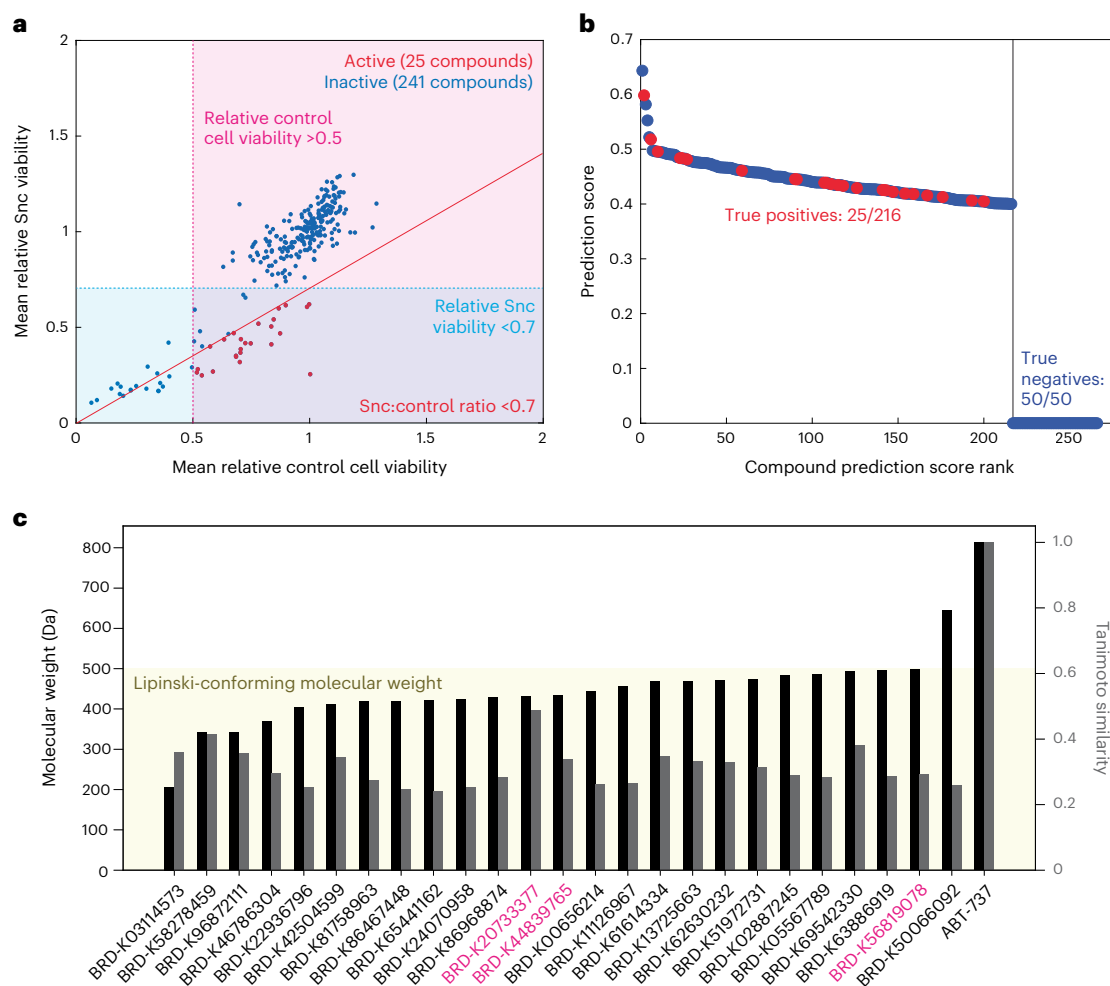 a
2
1.5
1
0.5
0
0
0.5
1
1.5
2
Mean relative Snc viability
Mean relative control cell viability
Active (25 compounds)
Inactive (241 compounds)
Relative control
cell viability >0.5
Relative Snc
viability <0.7
Snc:control ratio <0.7
b
0.7
0.6
0.5
0.4
0.3
0.2
0.1
0
0
50
100
150
200
250
Prediction score
Compound prediction score rank
True positives: 25/216
True
negatives:
50/50
c
800
700
600
500
400
300
200
100
0
Molecular weight (Da)
Lipinski-conforming molecular weight
1.0
0.8
0.6
0.4
0.2
0
Tanimoto similarity
BRD-K03114573
BRD-K58278459
BRD-K96872111
BRD-K46786304
BRD-K22936796
BRD-K42504599
BRD-K81758963
BRD-K86467448
BRD-K65441162
BRD-K24070958
BRD-K86968874
BRD-K20733377
BRD-K44839765
BRD-K00656214
BRD-K11126967
BRD-K61614334
BRD-K13725663
BRD-K62630232
BRD-K51972731
BRD-K02887245
BRD-K05567789
BRD-K69542330
BRD-K63886919
BRD-K56819078
BRD-K50066092
ABT-737